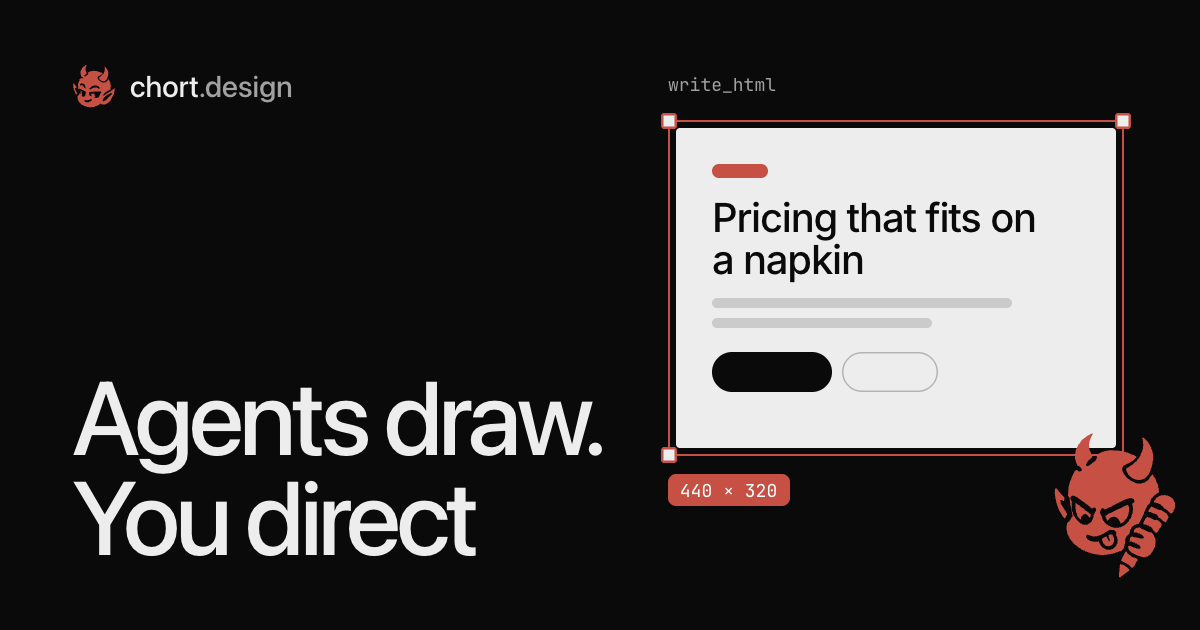 chort.design
write_html
Pricing that fits on
a napkin
Agents draw.
You direct
440 × 320